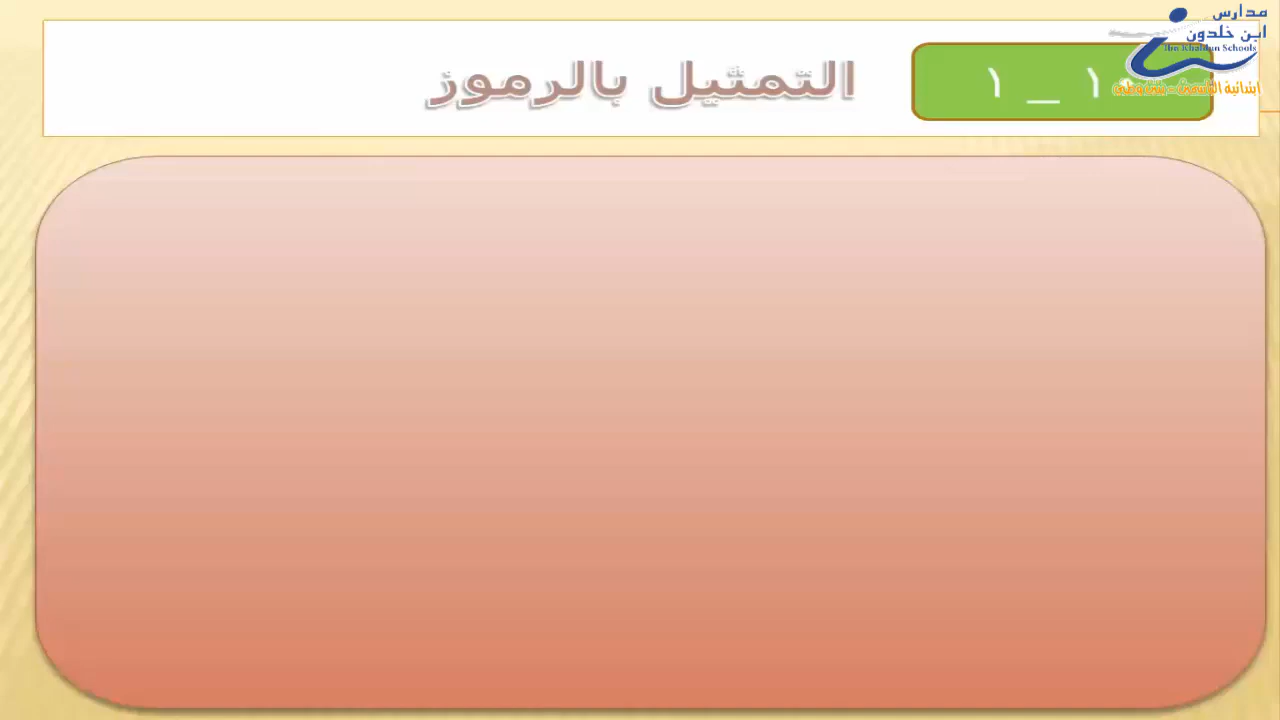 مدارس
ابن خلدون
Ibn Khaldun Schools
التمثيل بالرموز
١ _ ١